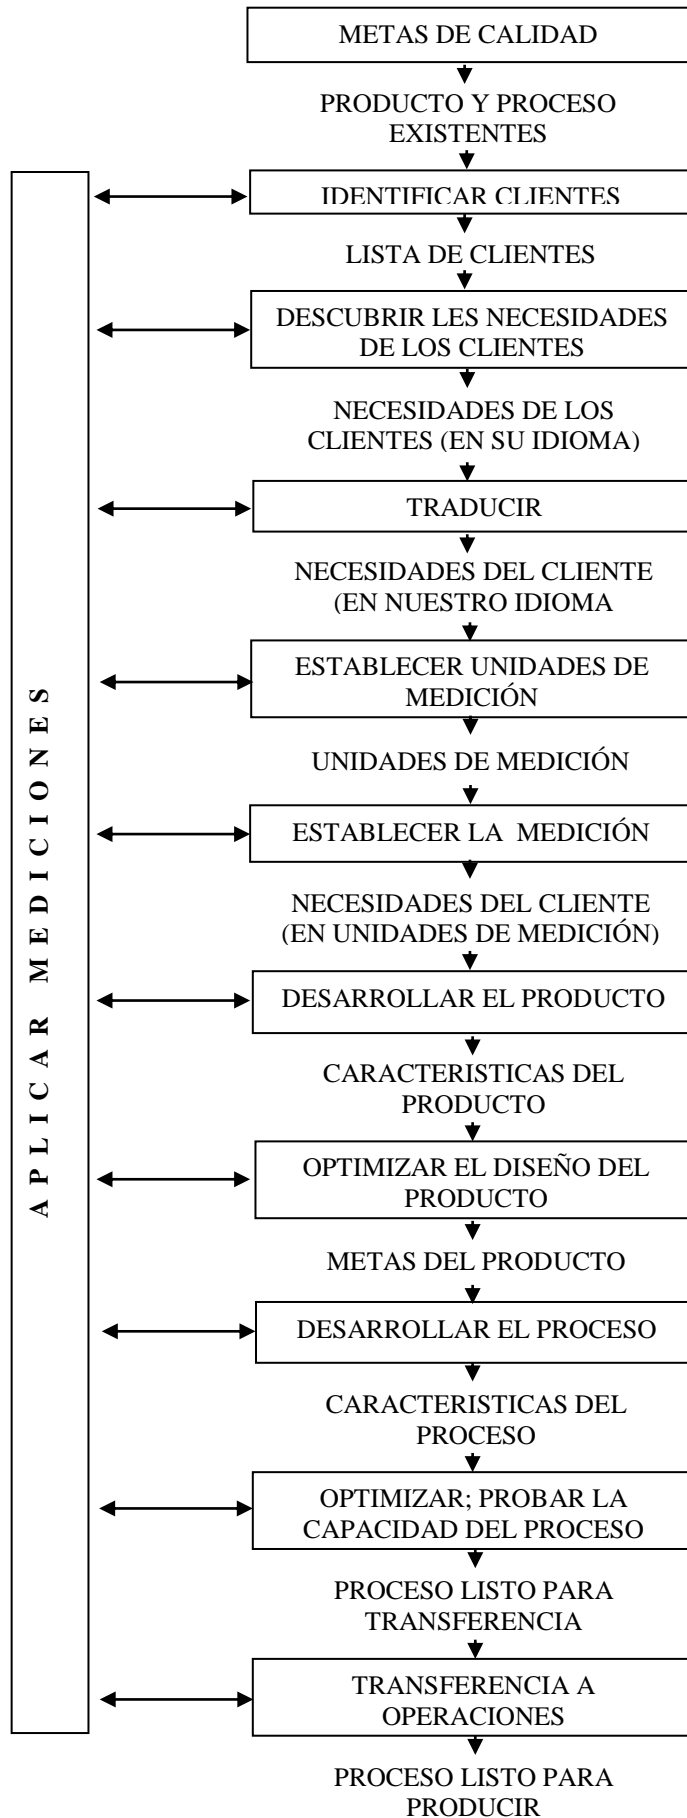 METAS DE CALIDAD
PRODUCTO Y PROCESO
EXISTENTES
IDENTIFICAR CLIENTES
LISTA DE CLIENTES
DESCUBRIR LES NECESIDADES
DE LOS CLIENTES
NECESIDADES DE LOS
CLIENTES (EN SU IDIOMA)
TRADUCIR
NECESIDADES DEL CLIENTE
(EN NUESTRO IDIOMA
ESTABLECER UNIDADES DE
MEDICIÓN
UNIDADES DE MEDICIÓN
ESTABLECER LA  MEDICIÓN
NECESIDADES DEL CLIENTE
(EN UNIDADES DE MEDICIÓN)
DESARROLLAR EL PRODUCTO
CARACTERISTICAS DEL
PRODUCTO
OPTIMIZAR EL DISEÑO DEL
PRODUCTO
METAS DEL PRODUCTO
DESARROLLAR EL PROCESO
CARACTERISTICAS DEL
PROCESO
OPTIMIZAR; PROBAR LA
CAPACIDAD DEL PROCESO
PROCESO LISTO PARA
TRANSFERENCIA
TRANSFERENCIA A
OPERACIONES
PROCESO LISTO PARA
PRODUCIR
APLICAR MEDICIONES